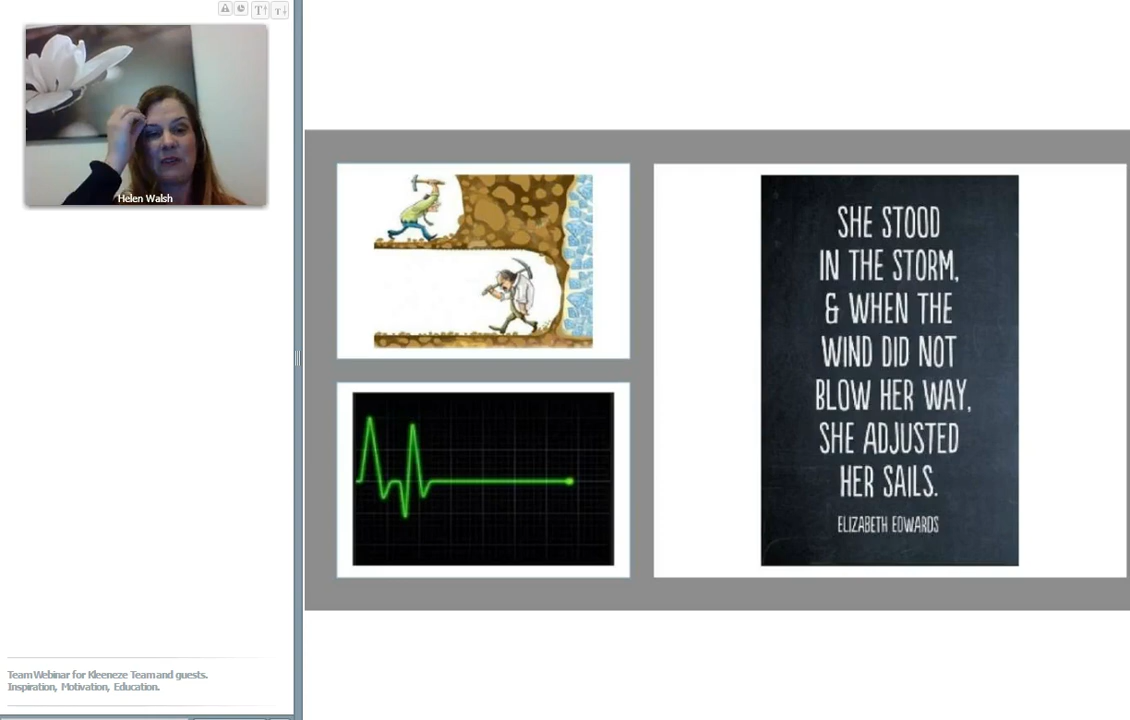 T↑ T↓
Helen Walsh
SHE STOOD
IN THE STORM,
& WHEN THE
WIND DID NOT
BLOW HER WAY,
SHE ADJUSTED
HER SAILS.
ELIZABETH EDWARDS
Team Webinar for Kleeneze Team and guests.
Inspiration, Motivation, Education.